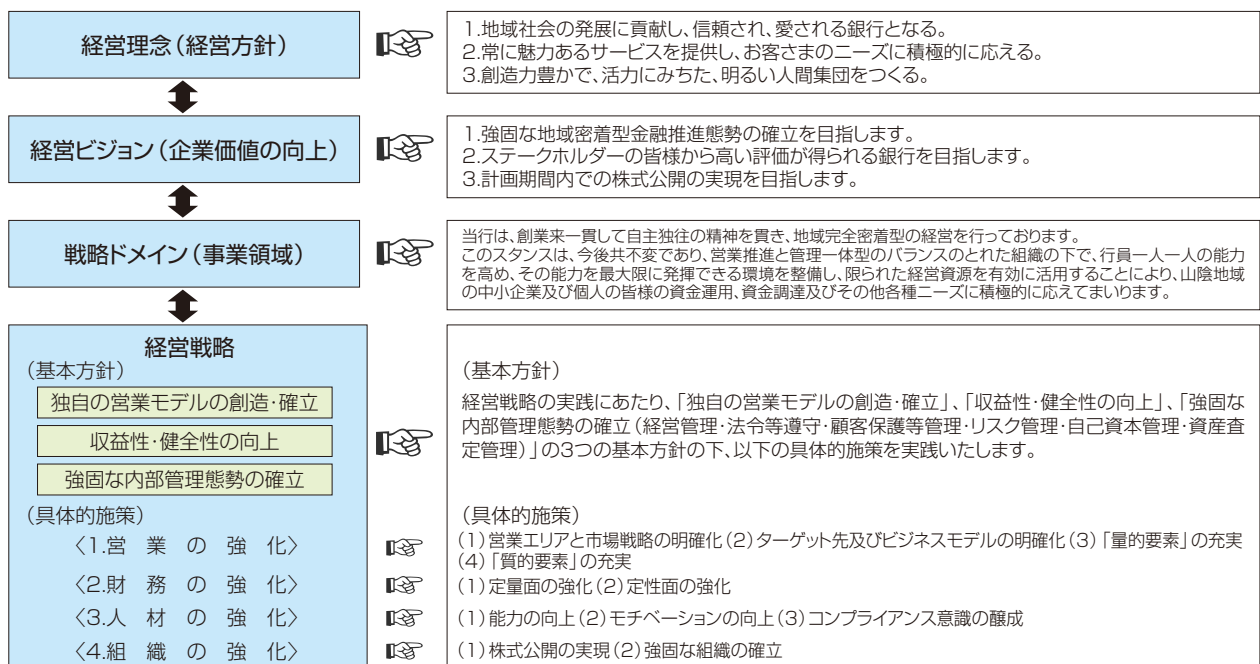 経営理念（経営方針）
1.地域社会の発展に貢献し、信頼され、愛される銀行となる。
2.常に魅力あるサービスを提供し、お客さまのニーズに積極的に応える。
3.創造力豊かで、活力にみちた、明るい人間集団をつくる。
経営ビジョン（企業価値の向上）
1.強固な地域密着型金融推進態勢の確立を目指します。
2.ステークホルダーの皆様から高い評価が得られる銀行を目指します。
3.計画期間内での株式公開の実現を目指します。
戦略ドメイン（事業領域）
当行は、創業来一貫して自主独往の精神を貫き、地域完全密着型の経営を行っております。
このスタンスは、今後共不変であり、営業推進と管理一体型のバランスのとれた組織の下で、行員一人一人の能力
を高め、その能力を最大限に発揮できる環境を整備し、限られた経営資源を有効に活用することにより、山陰地域
の中小企業及び個人の皆様の資金運用、資金調達及びその他各種ニーズに積極的に応えてまいります。
経営戦略
（基本方針）
独自の営業モデルの創造・確立
収益性・健全性の向上
強固な内部管理態勢の確立
（基本方針）
経営戦略の実践にあたり、「独自の営業モデルの創造・確立」、「収益性・健全性の向上」、「強固な
内部管理態勢の確立（経営管理・法令等遵守・顧客保護等管理・リスク管理・自己資本管理・資産査
定管理）」の3つの基本方針の下、以下の具体的施策を実践いたします。
（具体的施策）
（具体的施策）
〈1.営業の強化〉
（1）営業エリアと市場戦略の明確化（2）ターゲット先及びビジネスモデルの明確化（3）「量的要素」の充実
（4）「質的要素」の充実
〈2.財務の強化〉
（1）定量面の強化（2）定性面の強化
〈3.人材の強化〉
（1）能力の向上（2）モチベーションの向上（3）コンプライアンス意識の醸成
〈4.組織の強化〉
（1）株式公開の実現（2）強固な組織の確立